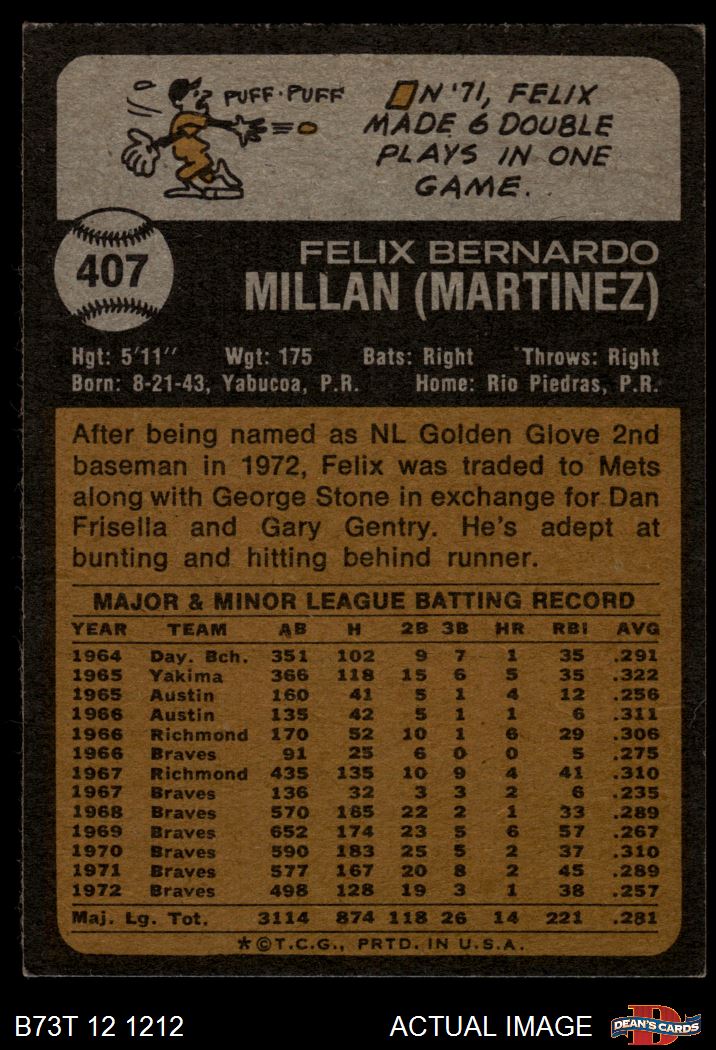 PUFF·PUFF
ON '71, FELIX
MADE 6 DOUBLE
PLAYS IN ONE
GAME.
407
FELIX BERNARDO
MILLAN (MARTINEZ)
Hgt: 5'11" Wgt: 175 Bats: Right Throws: Right
Born: 8-21-43, Yabucoa, P.R. Home: Rio Piedras, P.R.
After being named as NL Golden Glove 2nd
baseman in 1972, Felix was traded to Mets
along with George Stone in exchange for Dan
Frisella and Gary Gentry. He's adept at
bunting and hitting behind runner.
MAJOR & MINOR LEAGUE BATTING RECORD
YEAR TEAM AB H 2B 3B HR RBI AVG
1964 Day. Bch. 351 102 9 7 1 35 .291
1965 Yakima 366 118 15 6 5 35 .322
1965 Austin 160 41 5 1 4 12 .256
1966 Austin 135 42 5 1 1 6 .311
1966 Richmond 170 52 10 1 6 29 .306
1966 Braves 91 25 6 0 0 5 .275
1967 Richmond 435 135 10 9 4 41 .310
1967 Braves 136 32 3 3 2 6 .235
1968 Braves 570 165 22 2 1 33 .289
1969 Braves 652 174 23 5 6 57 .267
1970 Braves 590 183 25 5 2 37 .310
1971 Braves 577 167 20 8 2 45 .289
1972 Braves 498 128 19 3 1 38 .257
Maj. Lg. Tot. 3114 874 118 26 14 221 .281
*©T.C.G., PRTD. IN U.S.A.
B73T 12 1212 ACTUAL IMAGE D DEAN'S CARDS